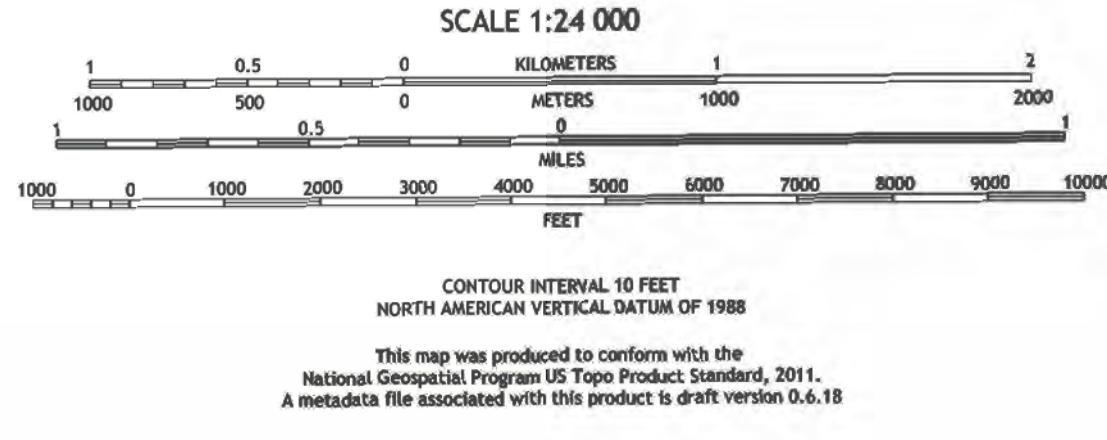 SCALE 1:24 000
1 0.5 0 KILOMETERS 1 2
1000 500 0 METERS 1000 2000
1 0.5 0 1
MILES
1000 0 1000 2000 3000 4000 5000 6000 7000 8000 9000 10000
FEET
CONTOUR INTERVAL 10 FEET
NORTH AMERICAN VERTICAL DATUM OF 1988
This map was produced to conform with the
National Geospatial Program US Topo Product Standard, 2011.
A metadata file associated with this product is draft version 0.6.18